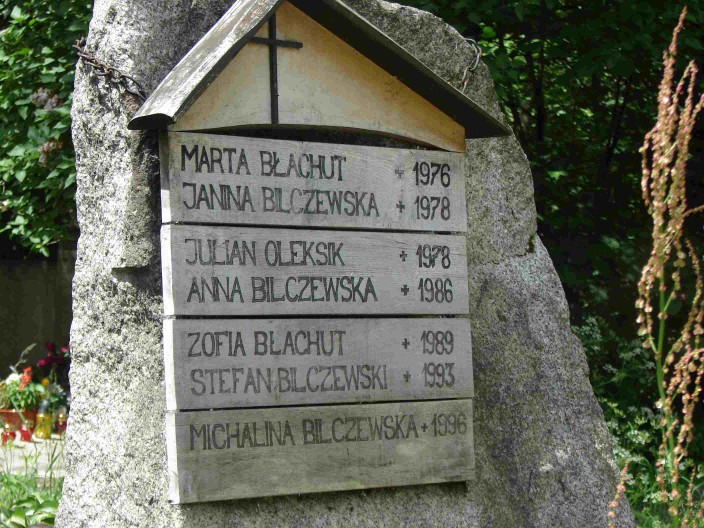 MARTA BŁACHUT + 1976
JANINA BILCZEWSKA + 1978
JULIAN OLEKSIK + 1978
ANNA BILCZEWSKA + 1986
ZOFIA BŁACHUT + 1989
STEFAN BILCZEWSKI + 1993
MICHALINA BILCZEWSKA + 1996